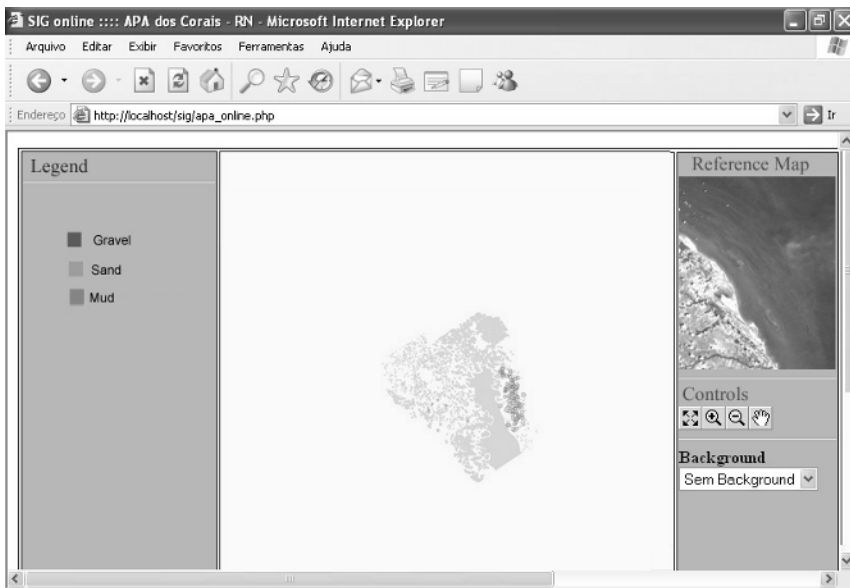 SIG online :::: APA dos Corais - RN - Microsoft Internet Explorer
Arquivo Editar Exibir Favoritos Ferramentas Ajuda
Endereço http://localhost/sig/apa_online.php Ir
Legend
Gravel
Sand
Mud
Reference Map
Controls
Background
Sem Background